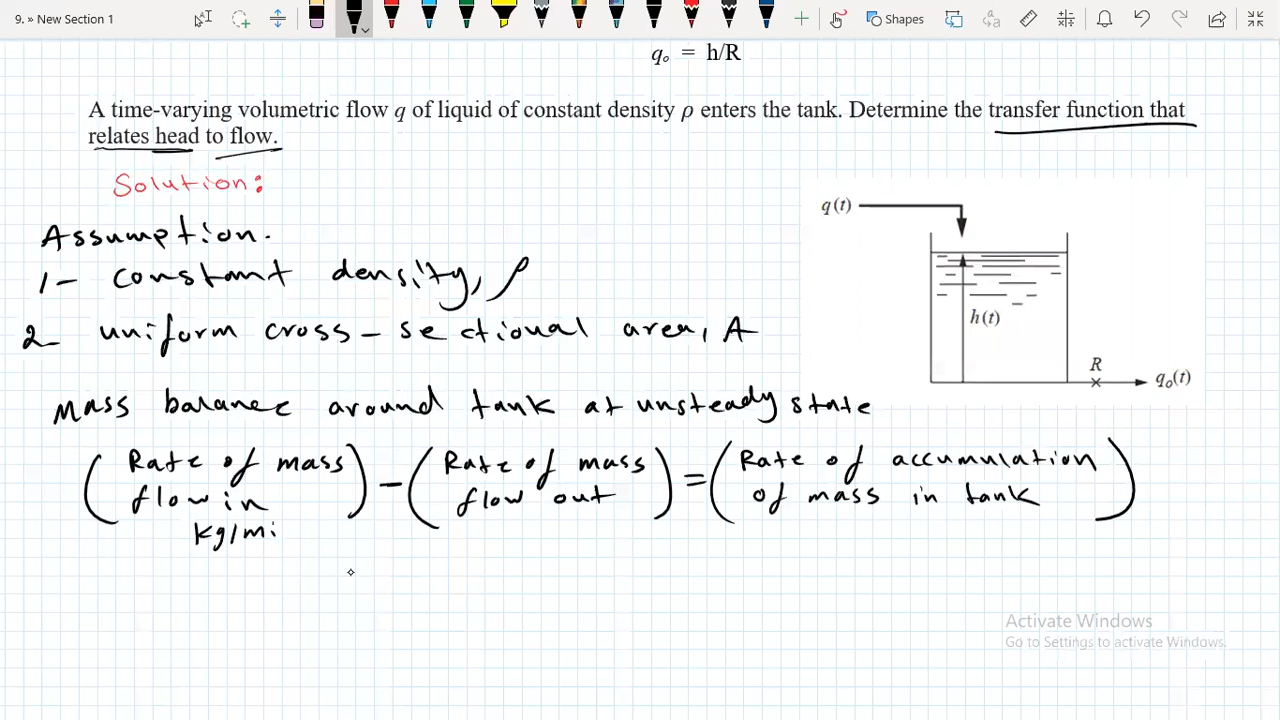 9. » New Section 1
Shapes
qₒ = h/R
A time-varying volumetric flow q of liquid of constant density ρ enters the tank. Determine the transfer function that
relates head to flow.
Solution:
Assumption.
1- constant density, ρ
2- uniform cross-sectional area, A
Mass balance around tank at unsteady state
(Rate of mass flow in kg/mi) - (Rate of mass flow out) = (Rate of accumulation of mass in tank)
q(t)
h(t)
R
qₒ(t)
Activate Windows
Go to Settings to activate Windows.